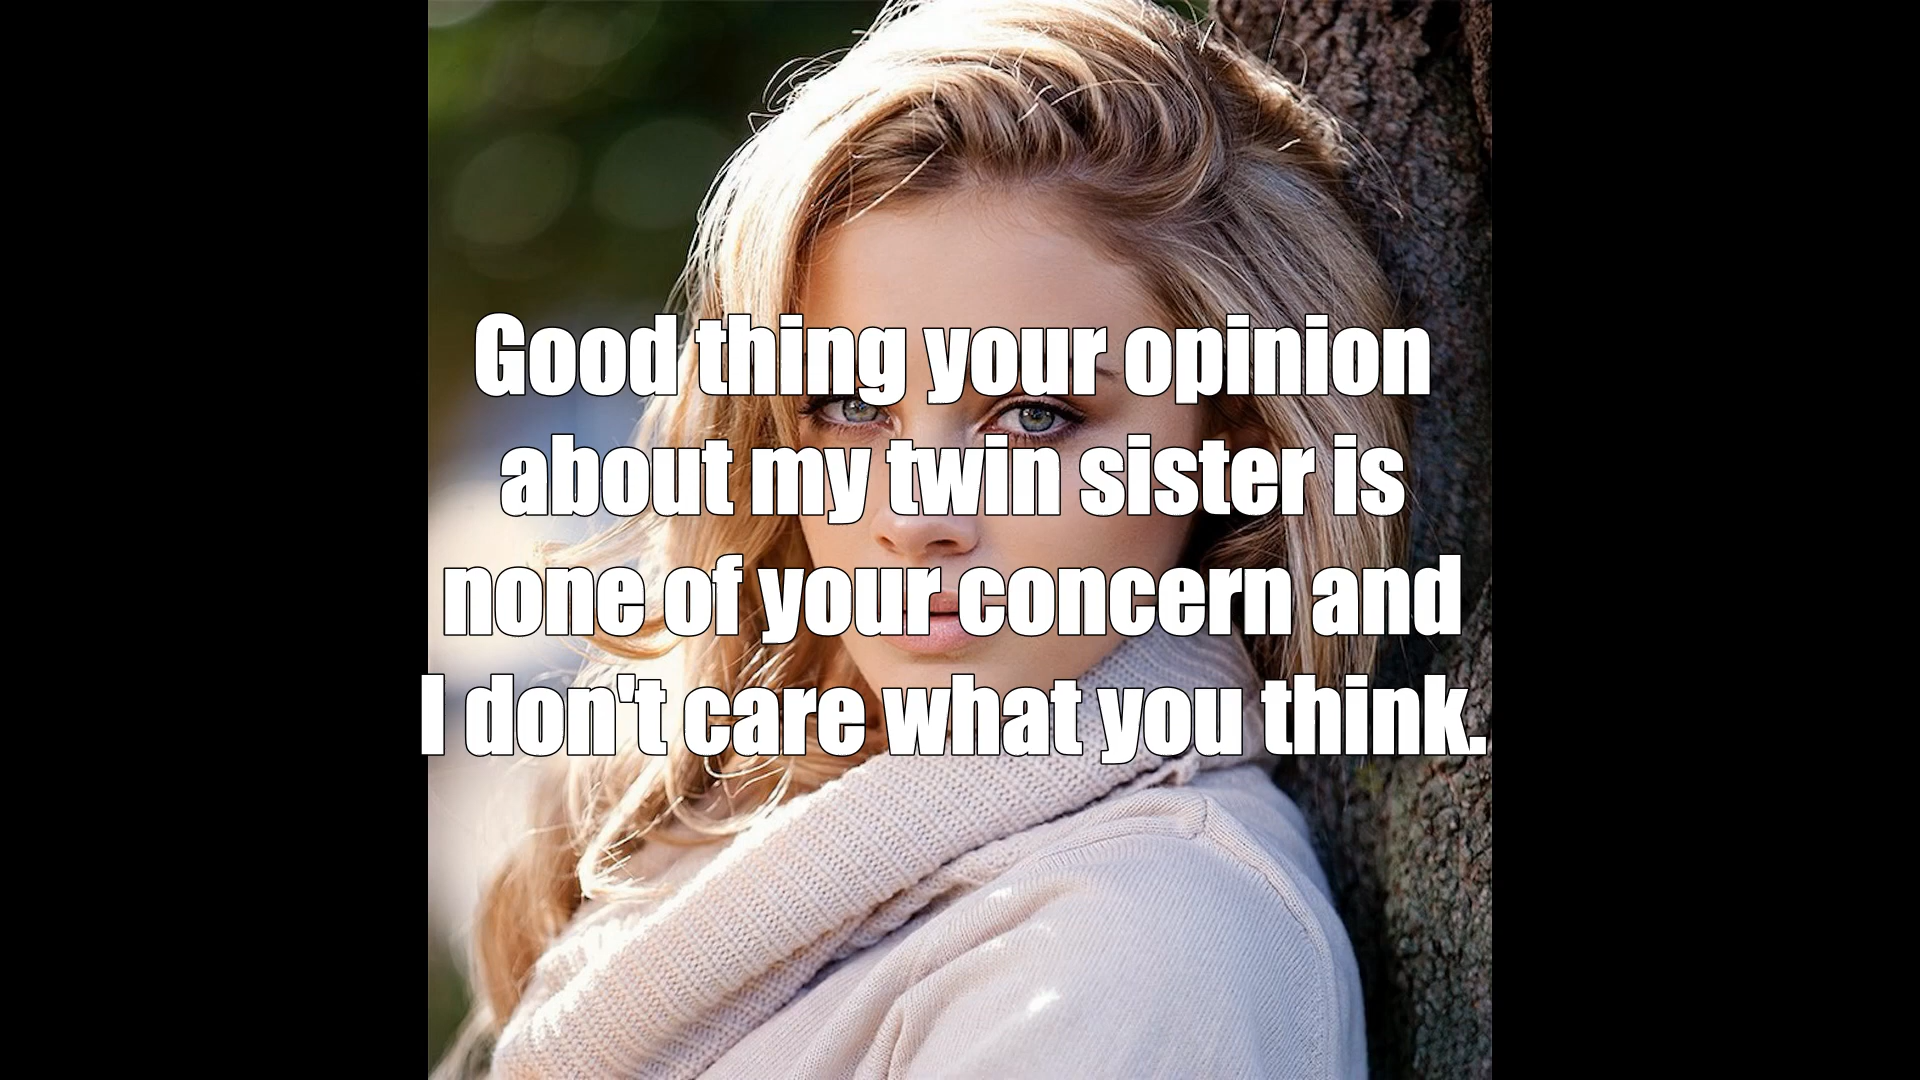 Good thing your opinion
about my twin sister is
none of your concern and
I don't care what you think.